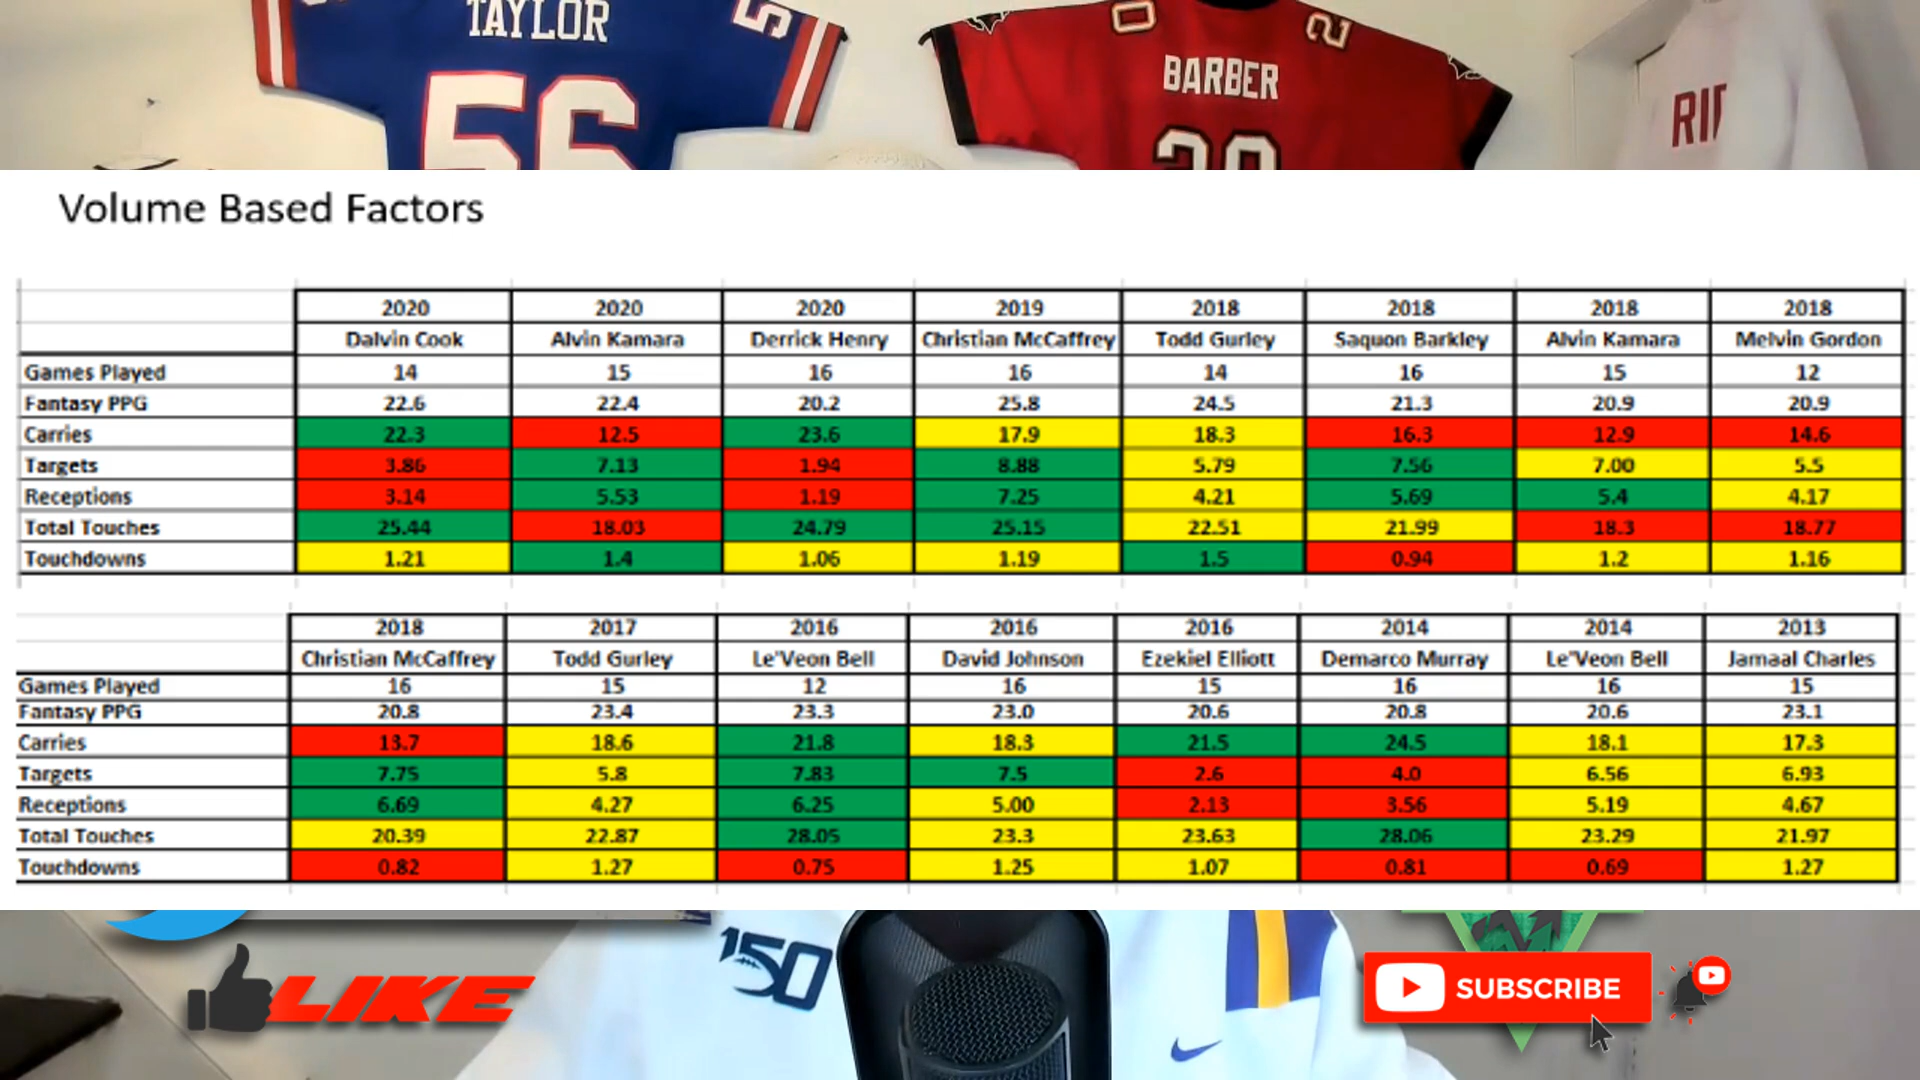 TAYLOR
5
56
BARBER
0
2
20
RI
Volume Based Factors
2020 2020 2020 2019 2018 2018 2018 2018
Dalvin Cook Alvin Kamara Derrick Henry Christian McCaffrey Todd Gurley Saquon Barkley Alvin Kamara Melvin Gordon
Games Played 14 15 16 16 14 16 15 12
Fantasy PPG 22.6 22.4 20.2 25.8 24.5 21.3 20.9 20.9
Carries 22.3 12.5 23.6 17.9 18.3 16.3 12.9 14.6
Targets 3.86 7.13 1.94 8.88 5.79 7.56 7.00 5.5
Receptions 3.14 5.53 1.19 7.25 4.21 5.69 5.4 4.17
Total Touches 25.44 18.03 24.79 25.15 22.51 21.99 18.3 18.77
Touchdowns 1.21 1.4 1.06 1.19 1.5 0.94 1.2 1.16
2018 2017 2016 2016 2016 2014 2014 2013
Christian McCaffrey Todd Gurley Le'Veon Bell David Johnson Ezekiel Elliott Demarco Murray Le'Veon Bell Jamaal Charles
Games Played 16 15 12 16 15 16 16 15
Fantasy PPG 20.8 23.4 23.3 23.0 20.6 20.8 20.6 23.1
Carries 13.7 18.6 21.8 18.3 21.5 24.5 18.1 17.3
Targets 7.75 5.8 7.83 7.5 2.6 4.0 6.56 6.93
Receptions 6.69 4.27 6.25 5.00 2.13 3.56 5.19 4.67
Total Touches 20.39 22.87 28.05 23.3 23.63 28.06 23.29 21.97
Touchdowns 0.82 1.27 0.75 1.25 1.07 0.81 0.69 1.27
150
LIKE
SUBSCRIBE